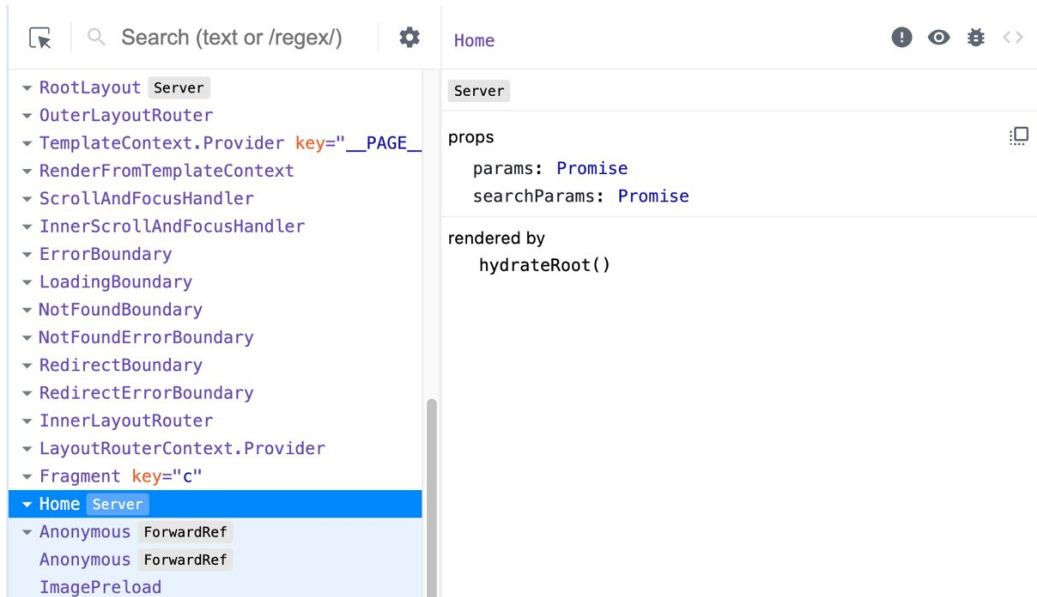 Search (text or /regex/)
RootLayout Server
OuterLayoutRouter
TemplateContext.Provider key="__PAGE__
RenderFromTemplateContext
ScrollAndFocusHandler
InnerScrollAndFocusHandler
ErrorBoundary
LoadingBoundary
NotFoundBoundary
NotFoundErrorBoundary
RedirectBoundary
RedirectErrorBoundary
InnerLayoutRouter
LayoutRouterContext.Provider
Fragment key="c"
Home Server
Anonymous ForwardRef
Anonymous ForwardRef
ImagePreload
Home
Server
props
params: Promise
searchParams: Promise
rendered by
hydrateRoot()